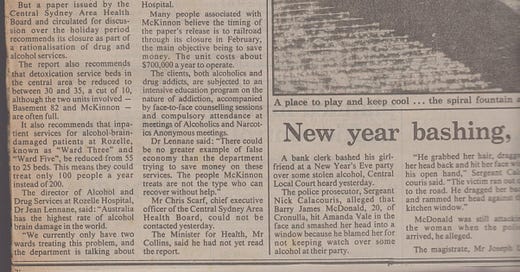 But a paper issued by the
Central Sydney Area Health
Board and circulated for discus-
sion over the holiday period
recommends its closure as part of
a rationalisation of drug and
alcohol services.
The report also recommends
that detoxication service beds in
the central area be reduced to
between 30 and 35, a cut of 10,
although the two units involved —
Basement 82 and McKinnon —
are often full.
It also recommends that inpa-
tient services for alcohol-brain-
damaged patients at Rozelle,
known as "Ward Three" and
"Ward Five", be reduced from 55
to 25 beds. This means they could
treat only 100 people a year
instead of 200.
The director of Alcohol and
Drug Services at Rozelle Hospital,
Dr Jean Lennane, said: "Australia
has the highest rate of alcohol
brain damage in the world.
"We currently only have two
wards treating this problem, and
the department is talking about
Hospital.
Many people associated with
McKinnon believe the timing of
the paper's release is to railroad
through its closure in February,
the main objective being to save
money. The unit costs about
$700,000 a year to operate.
The clients, both alcoholics and
drug addicts, are subjected to an
intensive education program on the
nature of addiction, accompanied
by face-to-face counselling sessions
and compulsory attendance at
meetings of Alcoholics and Narcot-
ics Anonymous meetings.
Dr Lennane said: "There could
be no greater example of false
economy than the department
trying to save money on these
services. The people McKinnon
treats are not the type who can
recover without help."
Mr Chris Scarf, chief executive
officer of the Central Sydney Area
Health Board, could not be
contacted yesterday.
The Minister for Health, Mr
Collins, said he had not yet read
the report.
A place to play and keep cool ... the spiral fountain
New year bashing,
A bank clerk bashed his girl-
friend at a New Year's Eve party
over some stolen alcohol, Central
Local Court heard yesterday.
The police prosecutor, Sergeant
Nick Calacouris, alleged that
Barry James McDonald, 20, of
Cronulla, hit Amanda Vale in the
face and smashed her head into a
window because he blamed her for
not keeping watch over some
alcohol at their party.
"He grabbed her hair, dragg
her head back and hit her face w
his open hand," Sergeant Cal
couris said. "The victim ran out
to the road. He dragged her ba
and rammed her head against
kitchen window."
McDonald was still attack
the woman when the poli
arrived, he alleged.
The magistrate, Mr Joseph